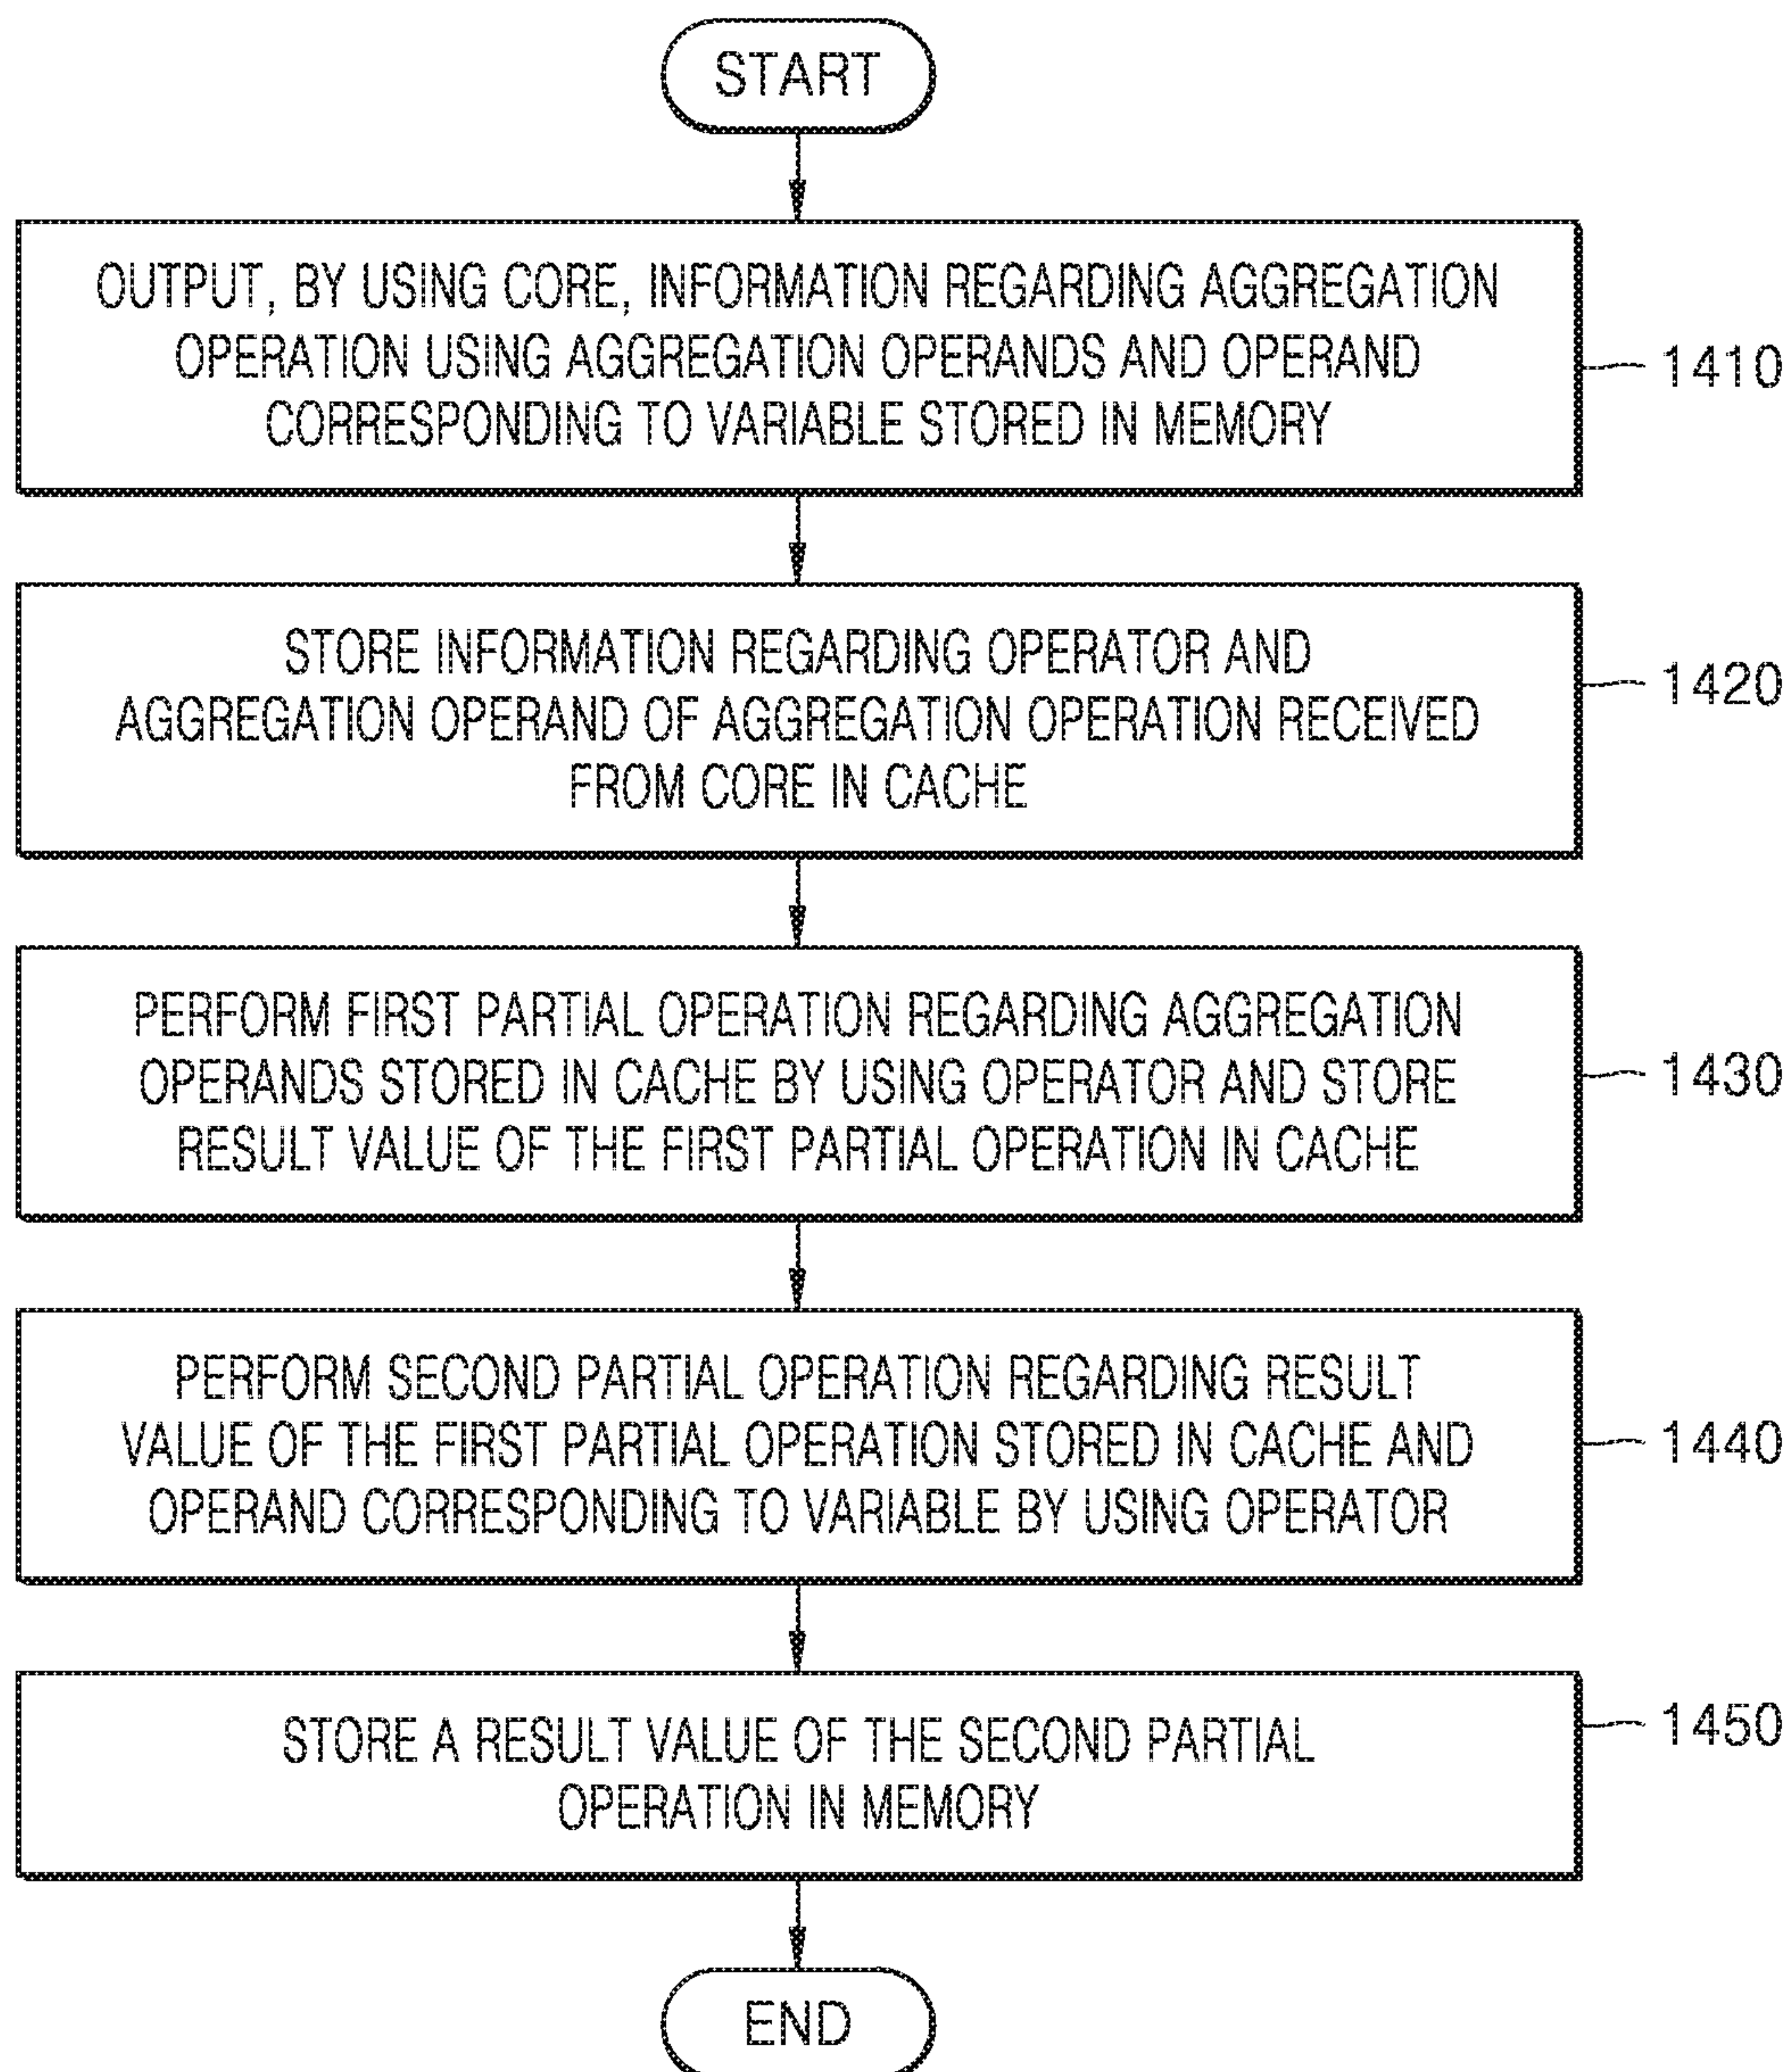 START
OUTPUT, BY USING CORE, INFORMATION REGARDING AGGREGATION
OPERATION USING AGGREGATION OPERANDS AND OPERAND
CORRESPONDING TO VARIABLE STORED IN MEMORY
1410
STORE INFORMATION REGARDING OPERATOR AND
AGGREGATION OPERAND OF AGGREGATION OPERATION RECEIVED
FROM CORE IN CACHE
1420
PERFORM FIRST PARTIAL OPERATION REGARDING AGGREGATION
OPERANDS STORED IN CACHE BY USING OPERATOR AND STORE
RESULT VALUE OF THE FIRST PARTIAL OPERATION IN CACHE
1430
PERFORM SECOND PARTIAL OPERATION REGARDING RESULT
VALUE OF THE FIRST PARTIAL OPERATION STORED IN CACHE AND
OPERAND CORRESPONDING TO VARIABLE BY USING OPERATOR
1440
STORE A RESULT VALUE OF THE SECOND PARTIAL
OPERATION IN MEMORY
1450
END